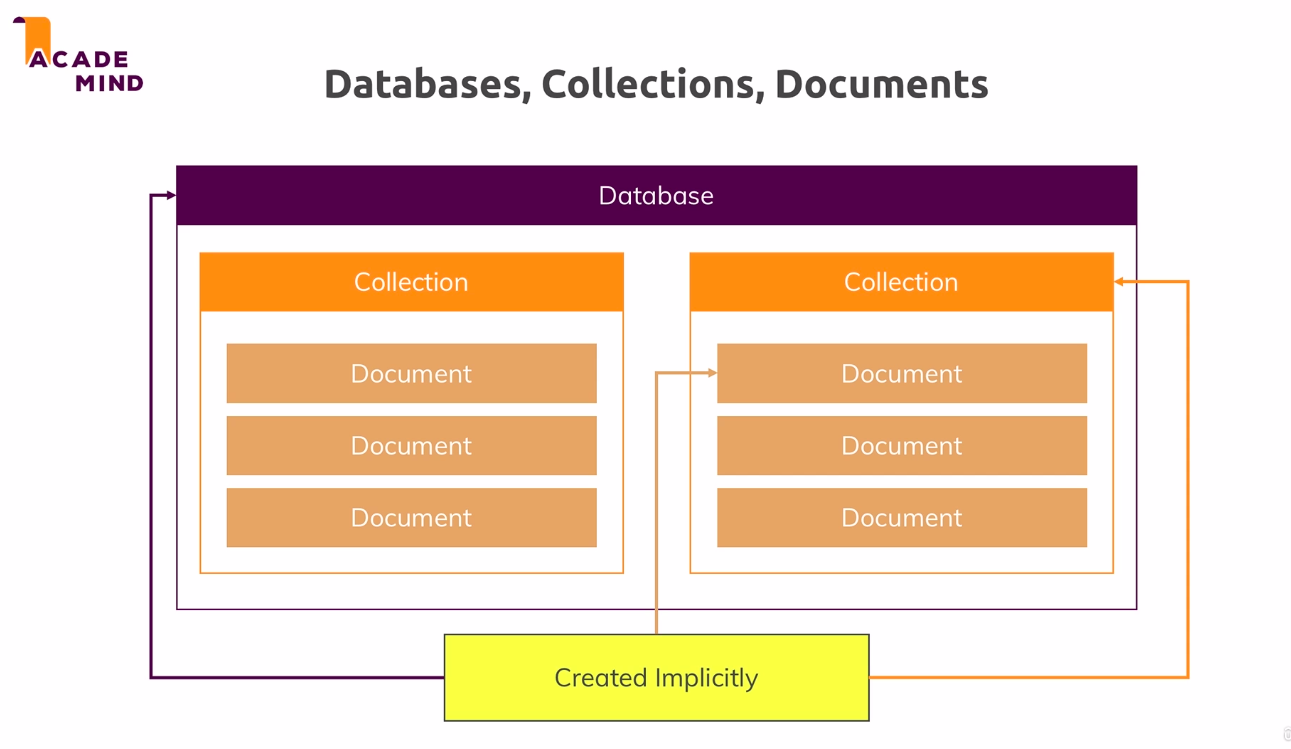 ACADE
MIND
Databases, Collections, Documents
Database
Collection
Collection
Document
Document
Document
Document
Document
Document
Created Implicitly